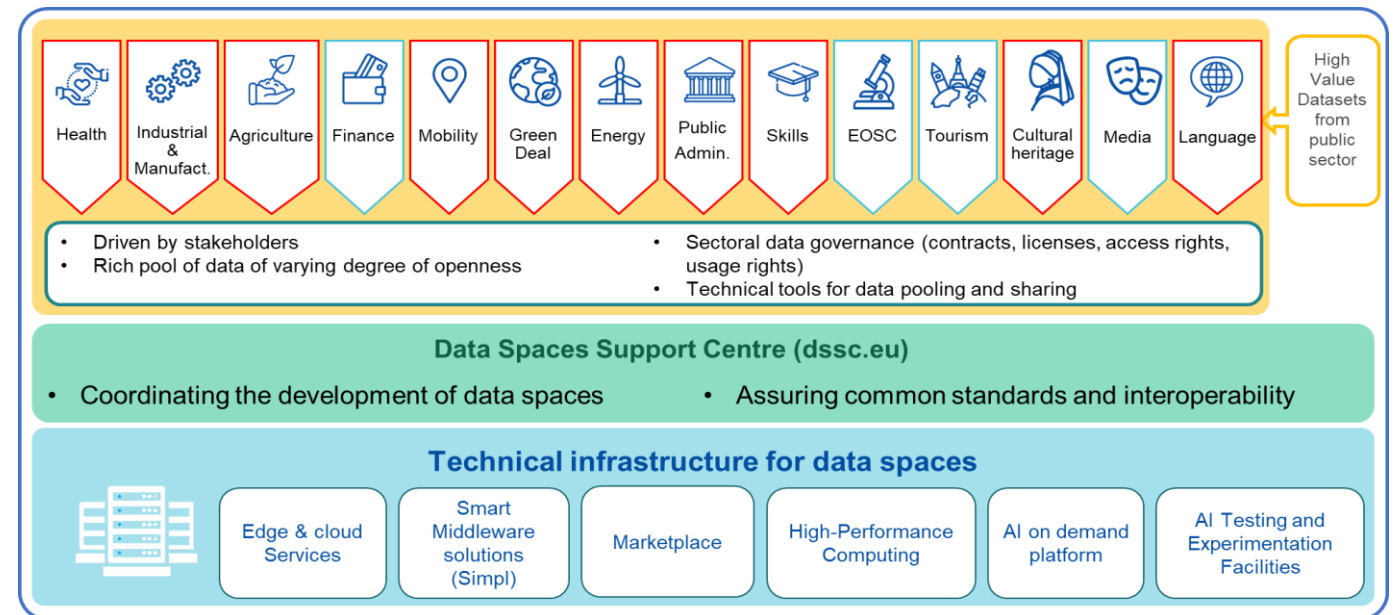 Health
Industrial
&
Manufact.
Agriculture
Finance
Mobility
Green
Deal
Energy
Public
Admin.
Skills
EOSC
Tourism
Cultural
heritage
Media
Language
High
Value
Datasets
from
public
sector
• Driven by stakeholders
• Rich pool of data of varying degree of openness
• Sectoral data governance (contracts, licenses, access rights,
usage rights)
• Technical tools for data pooling and sharing
Data Spaces Support Centre (dssc.eu)
• Coordinating the development of data spaces
• Assuring common standards and interoperability
Technical infrastructure for data spaces
Edge & cloud
Services
Smart
Middleware
solutions
(Simpl)
Marketplace
High-Performance
Computing
AI on demand
platform
AI Testing and
Experimentation
Facilities